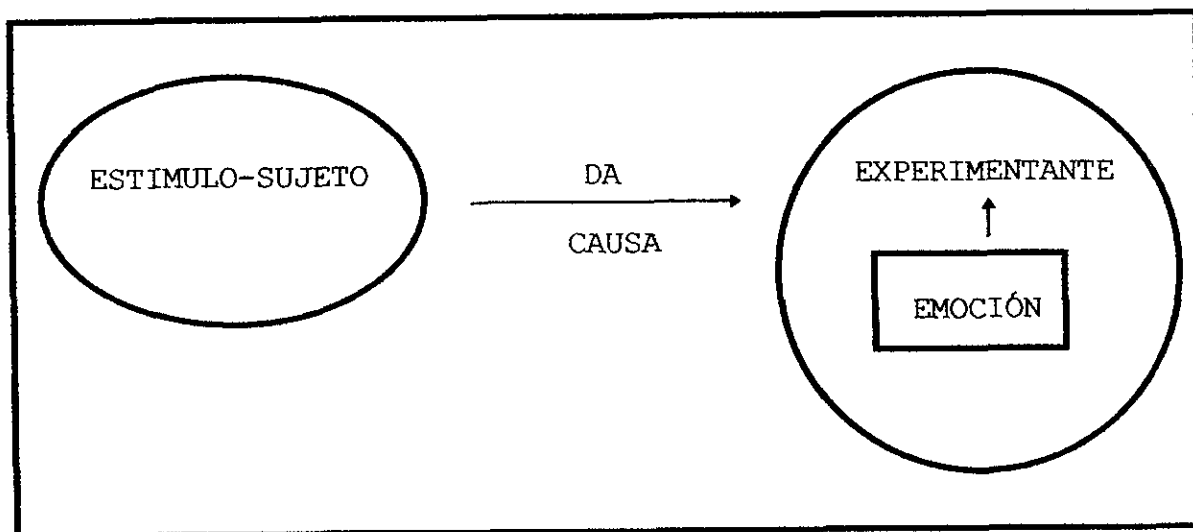 ESTIMULO-SUJETO
DA
CAUSA
EXPERIMENTANTE
EMOCIÓN